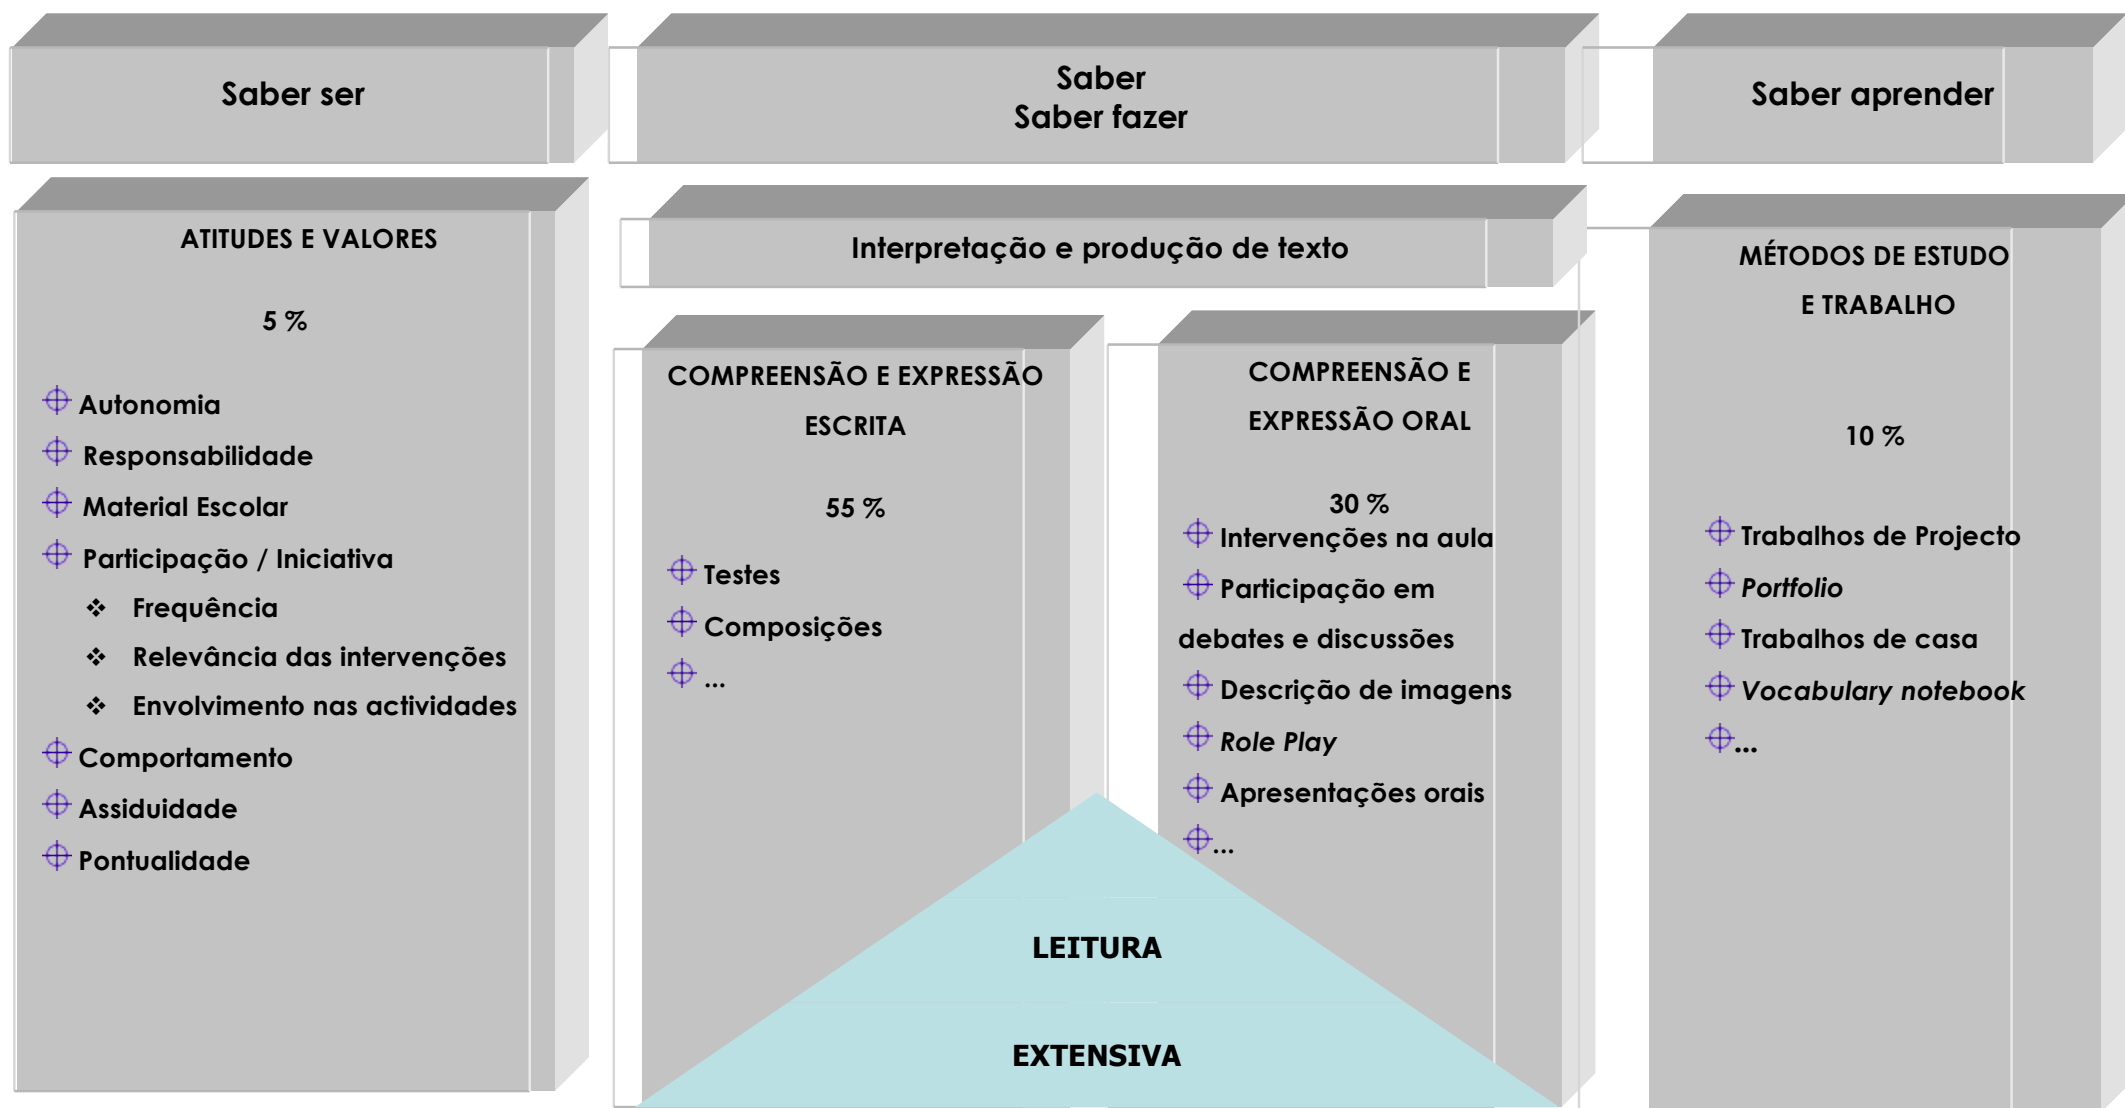 Saber ser
Saber
Saber fazer
Saber aprender
ATITUDES E VALORES
5 %
Autonomia
Responsabilidade
Material Escolar
Participação / Iniciativa
Frequência
Relevância das intervenções
Envolvimento nas actividades
Comportamento
Assiduidade
Pontualidade
Interpretação e produção de texto
COMPREENSÃO E EXPRESSÃO
ESCRITA
55 %
Testes
Composições
...
COMPREENSÃO E
EXPRESSÃO ORAL
30 %
Intervenções na aula
Participação em
debates e discussões
Descrição de imagens
Role Play
Apresentações orais
...
LEITURA
EXTENSIVA
MÉTODOS DE ESTUDO
E TRABALHO
10 %
Trabalhos de Projecto
Portfolio
Trabalhos de casa
Vocabulary notebook
...